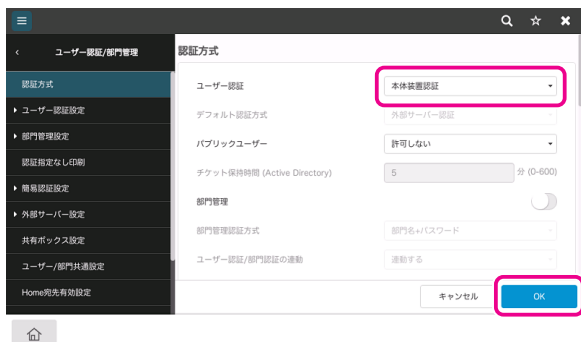 ユーザー認証/部門管理
認証方式
認証方式
ユーザー認証設定
部門管理設定
認証指定なし印刷
簡易認証設定
外部サーバー設定
共有ボックス設定
ユーザー/部門共通設定
Home宛先有効設定
ユーザー認証 本体装置認証
デフォルト認証方式 外部サーバー認証
パブリックユーザー 許可しない
チケット保持時間 (Active Directory) 5 分 (0-600)
部門管理
部門管理認証方式 部門名+パスワード
ユーザー認証/部門認証の連動 連動する
キャンセル OK